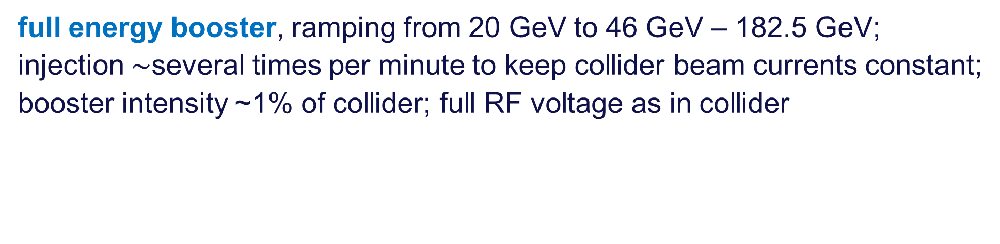 full energy booster, ramping from 20 GeV to 46 GeV – 182.5 GeV;
injection ~several times per minute to keep collider beam currents constant;
booster intensity ~1% of collider; full RF voltage as in collider